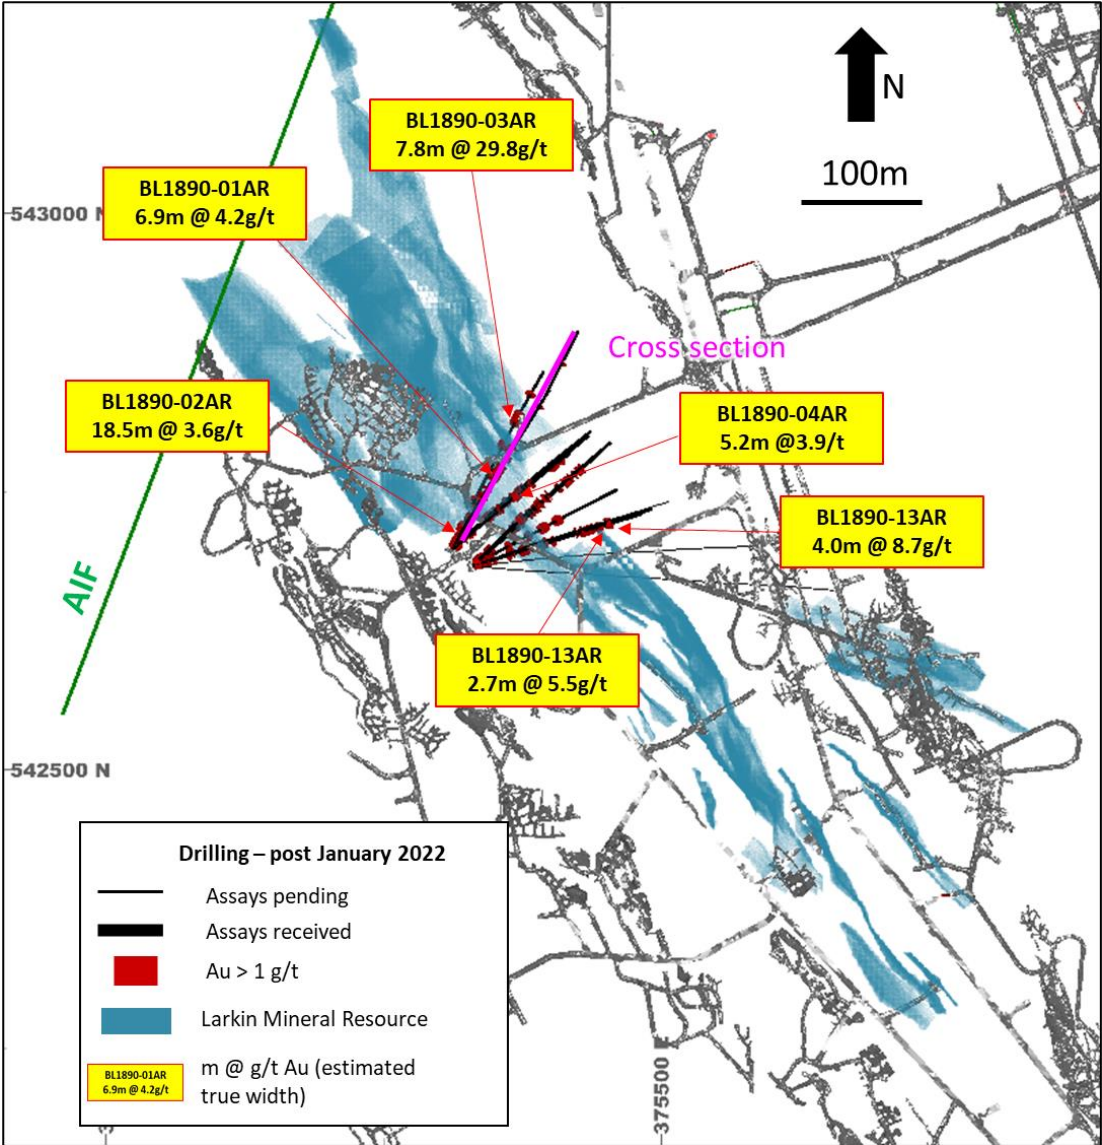 N
100m
BL1890-03AR
7.8m @ 29.8g/t
BL1890-01AR
6.9m @ 4.2g/t
543000 N
Cross section
BL1890-02AR
18.5m @ 3.6g/t
BL1890-04AR
5.2m @3.9/t
BL1890-13AR
4.0m @ 8.7g/t
AIF
BL1890-13AR
2.7m @ 5.5g/t
542500 N
Drilling – post January 2022
Assays pending
Assays received
Au > 1 g/t
Larkin Mineral Resource
BL1890-01AR
6.9m @ 4.2g/t
m @ g/t Au (estimated
true width)
375500 E